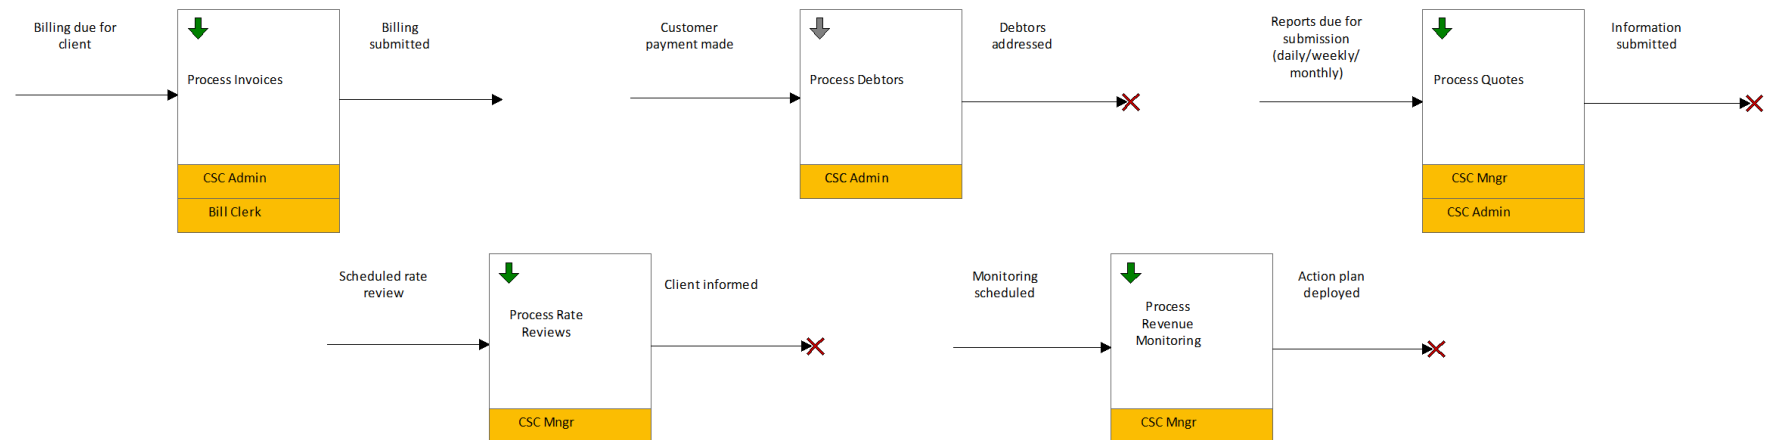 Billing due for
client
Billing
submitted
Process Invoices
CSC Admin
Bill Clerk
Customer
payment made
Debtors
addressed
Process Debtors
CSC Admin
Reports due for
submission
(daily/weekly/
monthly)
Information
submitted
Process Quotes
CSC Mngr
CSC Admin
Scheduled rate
review
Client informed
Process Rate
Reviews
CSC Mngr
Monitoring
scheduled
Action plan
deployed
Process
Revenue
Monitoring
CSC Mngr